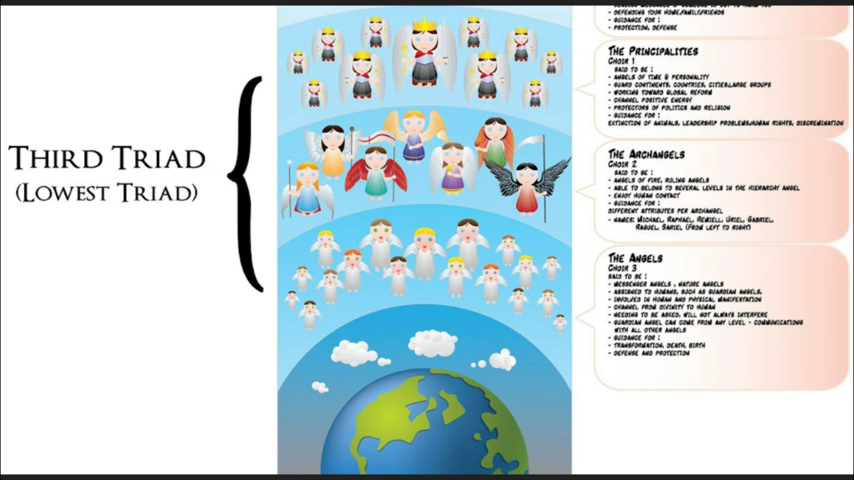 THIRD TRIAD
(LOWEST TRIAD)
- DEFENDING YOUR HOME,FAMILY,FRIENDS
- GUIDANCE FOR :
- PROTECTION, DEFENSE
THE PRINCIPALITIES
CHOIR 1
SAID TO BE :
- ANGELS OF TIME & PERSONALITY
- GUARD CONTINENTS, COUNTRIES, CITIES,LARGE GROUPS
- WORKING TOWARD GLOBAL REFORM
- CHANNEL POSITIVE ENERGY
- PROTECTORS OF POLITICS AND RELIGION
- GUIDANCE FOR :
EXTINCTION OF ANIMALS, LEADERSHIP PROBLEMS,HUMAN RIGHTS, DISCRIMINATION
THE ARCHANGELS
CHOIR 2
SAID TO BE :
- ANGELS OF FIRE, RULING ANGELS
- ABLE TO BELONG TO SEVERAL LEVELS IN THE HIERARCHY ANGEL
- ENJOY HUMAN CONTACT
- GUIDANCE FOR :
DIFFERENT ATTRIBUTES PER ARCHANGEL
- NAMES: MICHAEL, RAPHAEL, REMIELL, URIEL, GABRIEL,
RAGUEL, SARIEL (FROM LEFT TO RIGHT)
THE ANGELS
CHOIR 3
SAID TO BE :
- MESSENGER ANGELS , NATURE ANGELS
- ASSIGNED TO HUMANS, SUCH AS GUARDIAN ANGELS,
INVOLVED IN HUMAN AND PHYSICAL MANIFESTATION
- CHANNEL FROM DIVINITY TO HUMAN
- NEEDING TO BE ASKED, WILL NOT ALWAYS INTERFERE
- GUARDIAN ANGEL CAN COME FROM ANY LEVEL - COMMUNICATIONS
WITH ALL OTHER ANGELS
- GUIDANCE FOR :
- TRANSFORMATION, DEATH, BIRTH
- DEFENSE AND PROTECTION